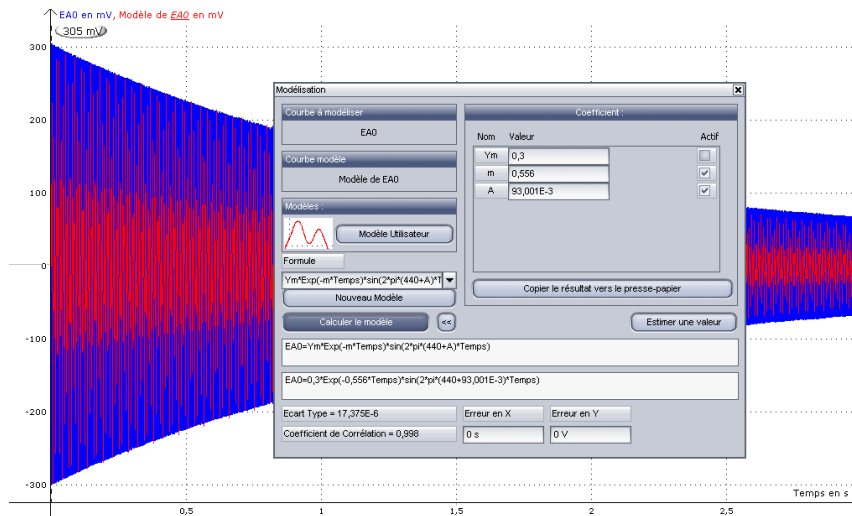 EA0 en mV, Modèle de EA0 en mV
305 mV
300
200
100
0
-100
-200
-300
0,5
1
1,5
2
2,5
Temps en s
Modélisation
Courbe à modéliser
EA0
Courbe modèle
Modèle de EA0
Modèles :
Modèle Utilisateur
Formule
Ym*Exp(-m*Temps)*sin(2*pi*(440+A)*T
Nouveau Modèle
Calculer le modèle
<<
Coefficient :
Nom Valeur Actif
Ym 0,3
m 0,556
A 93,001E-3
Copier le résultat vers le presse-papier
Estimer une valeur
EA0=Ym*Exp(-m*Temps)*sin(2*pi*(440+A)*Temps)
EA0=0,3*Exp(-0,556*Temps)*sin(2*pi*(440+93,001E-3)*Temps)
Ecart Type = 17,375E-6
Erreur en X
Erreur en Y
Coefficient de Corrélation = 0,998
0 s
0 V